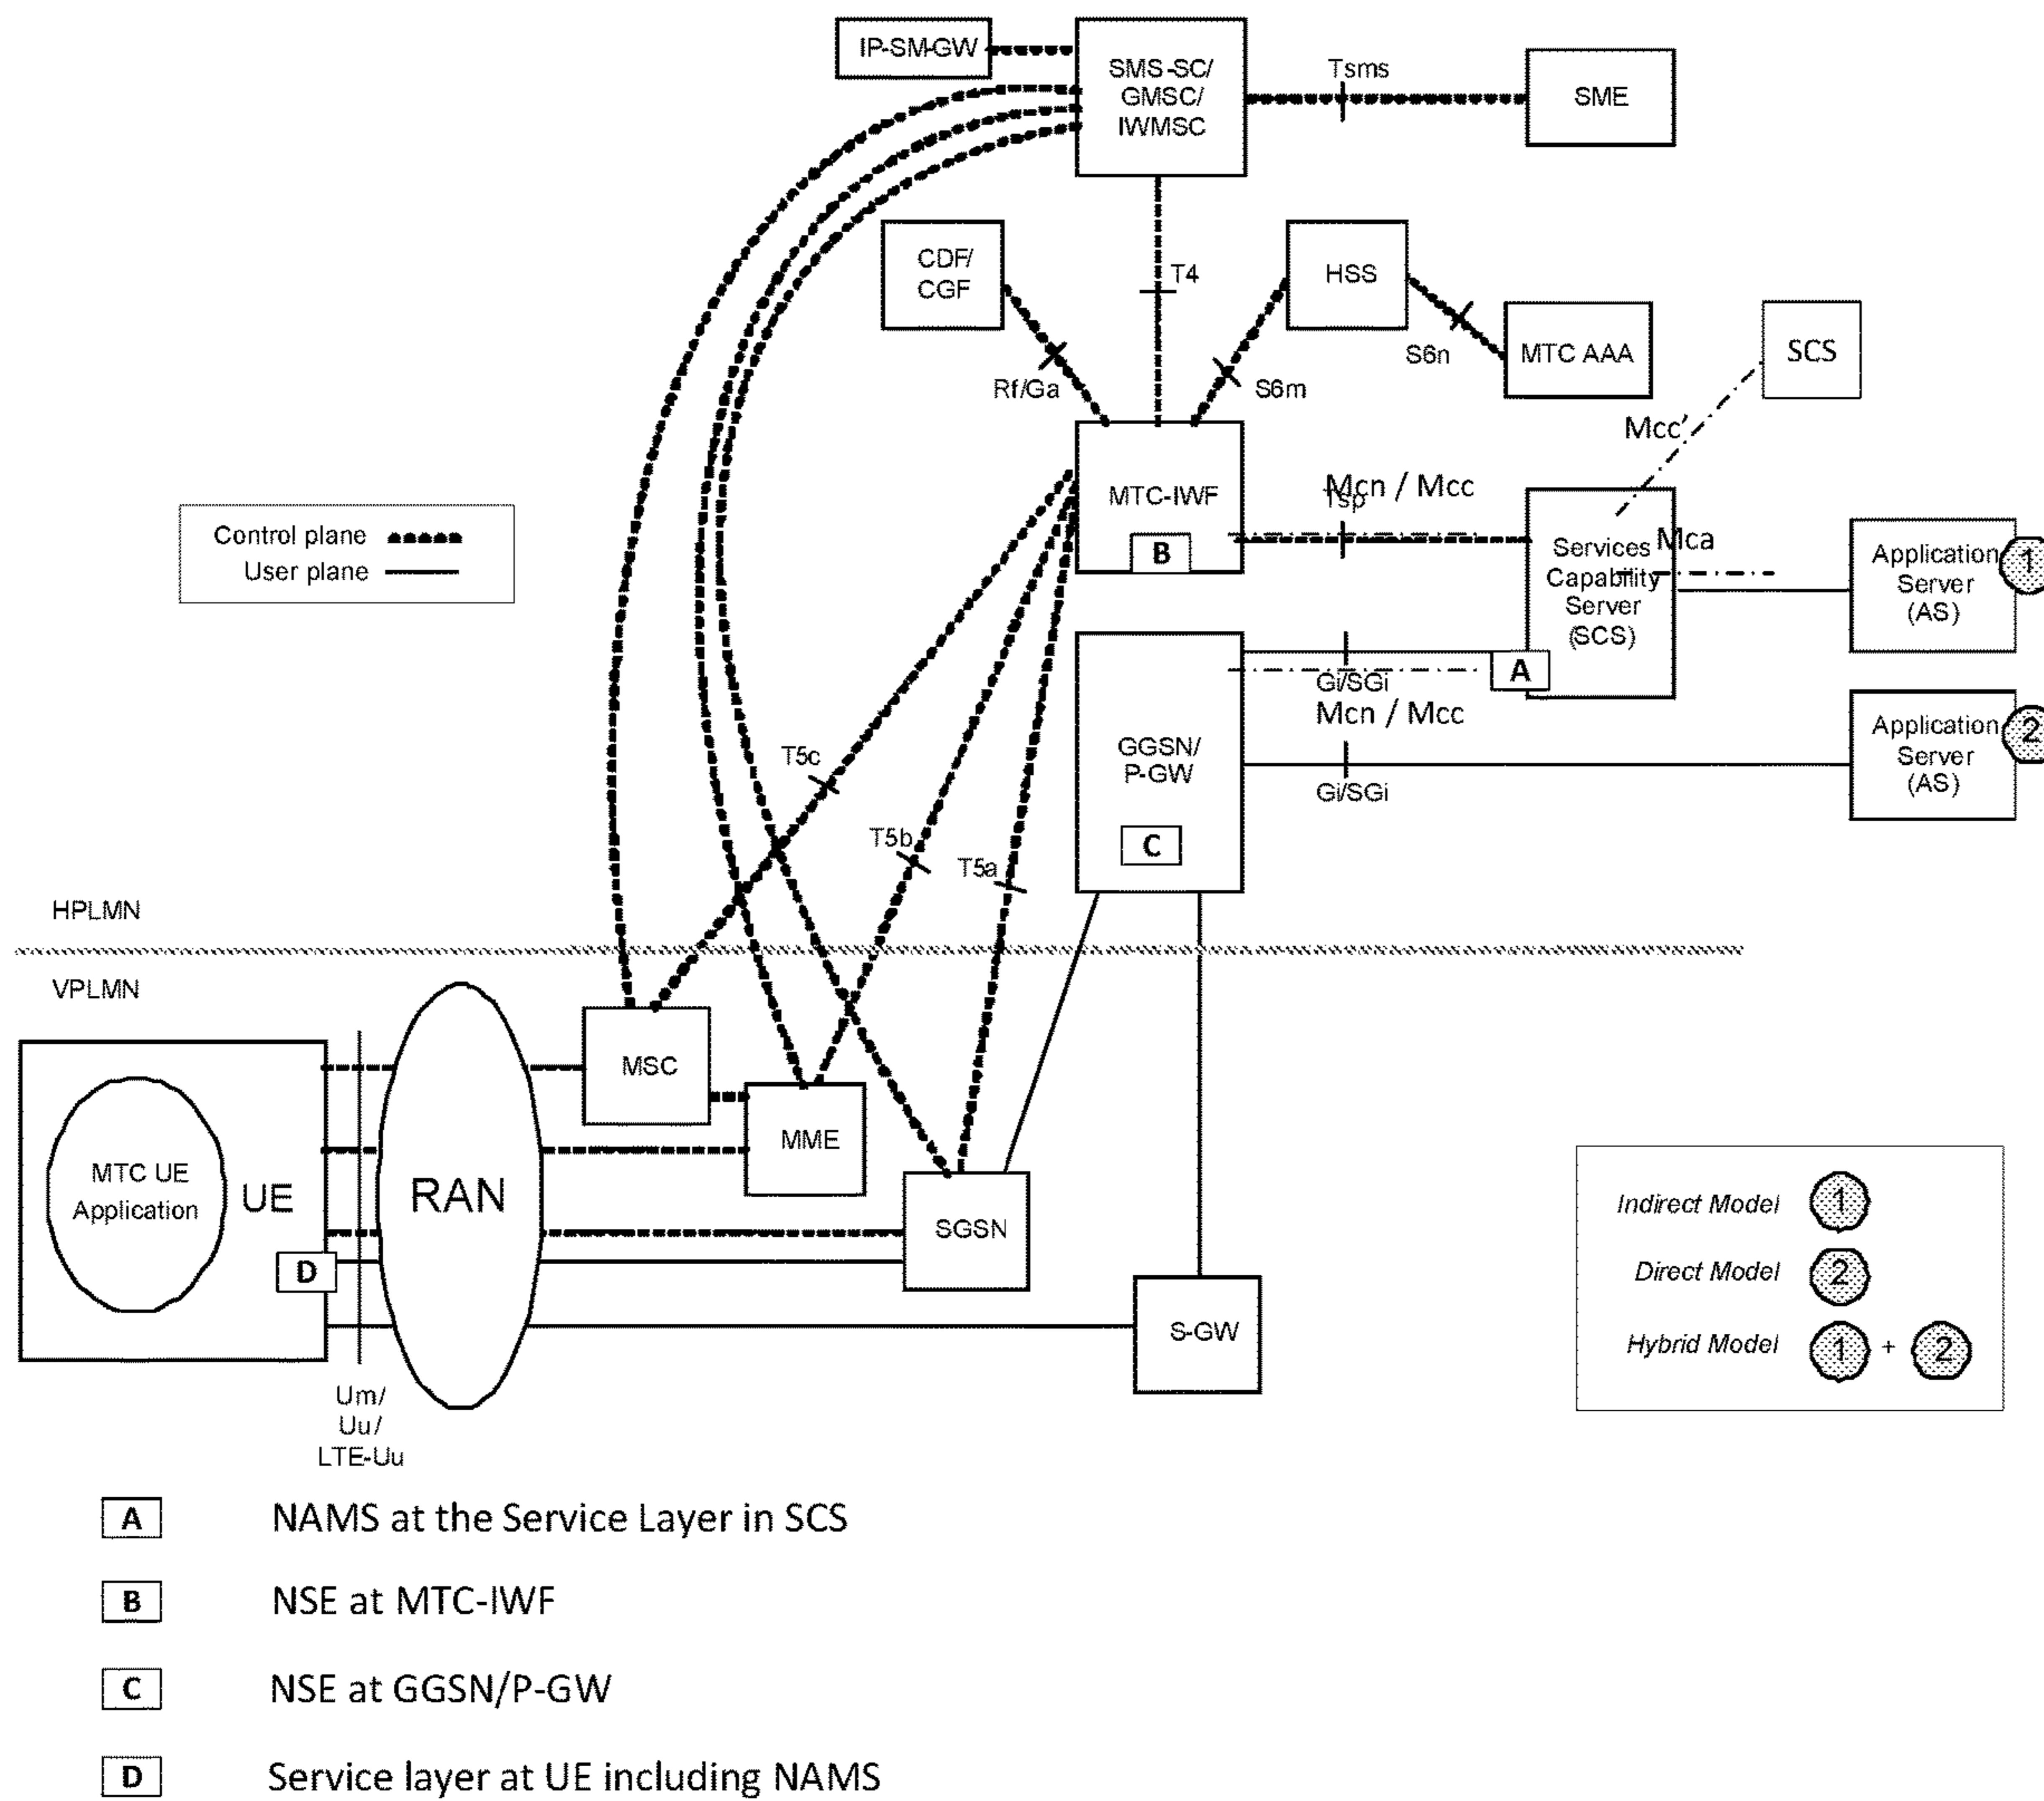 IP-SM-GW
SMS-SC/
GMSC/
IWMSC
Tsms
SME
CDF/
CGF
T4
HSS
Rf/Ga
S6m
S6n
MTC AAA
SCS
Mcc'
MTC-IWF
B
Mcn / Mcc
Tsp
Control plane
User plane
Services
Capability
Server
(SCS)
Mca
A
Application
Server
(AS)
1
Gi/SGi
Mcn / Mcc
GGSN/
P-GW
C
Gi/SGi
Application
Server
(AS)
2
T5c
T5b
T5a
HPLMN
VPLMN
MSC
MME
SGSN
S-GW
MTC UE
Application
UE
D
RAN
Um/
Uu/
LTE-Uu
Indirect Model 1
Direct Model 2
Hybrid Model 1 + 2
A NAMS at the Service Layer in SCS
B NSE at MTC-IWF
C NSE at GGSN/P-GW
D Service layer at UE including NAMS